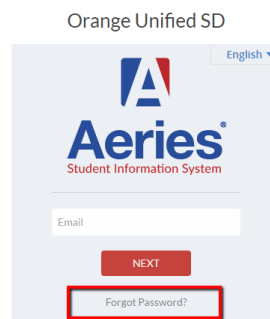 Orange Unified SD
English
Aeries®
Student Information System
Email
NEXT
Forgot Password?